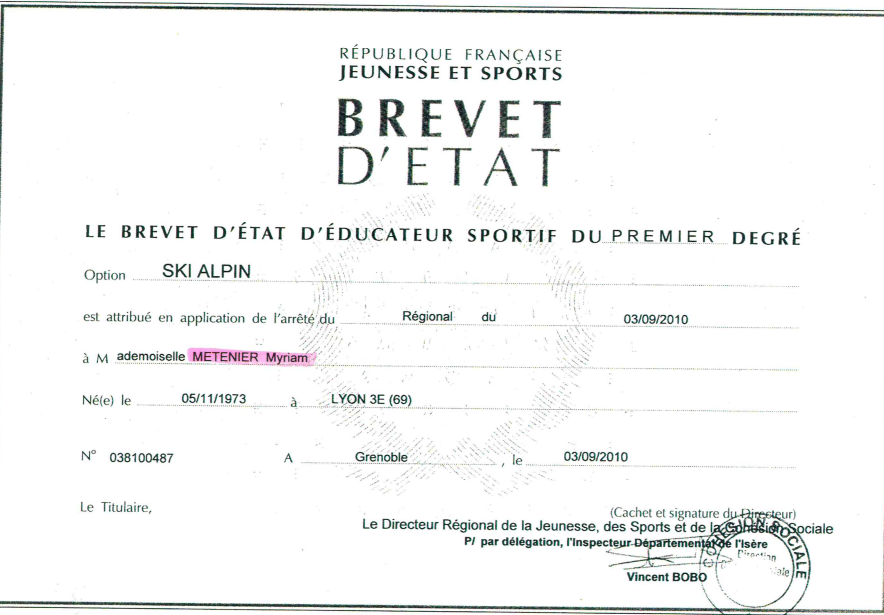 RÉPUBLIQUE FRANÇAISE
JEUNESSE ET SPORTS
BREVET
D'ETAT
LE BREVET D'ÉTAT D'ÉDUCATEUR SPORTIF DU PREMIER DEGRÉ
Option SKI ALPIN
est attribué en application de l'arrêté du Régional du 03/09/2010
à M ademoiselle METENIER Myriam
Né(e) le 05/11/1973 à LYON 3E (69)
N° 038100487 A Grenoble, le 03/09/2010
Le Titulaire,
(Cachet et signature du Directeur)
Le Directeur Régional de la Jeunesse, des Sports et de la Cohésion Sociale
P/ par délégation, l'Inspecteur Départemental de l'Isère
Vincent BOBO
COHESION SOCIALE
Direction